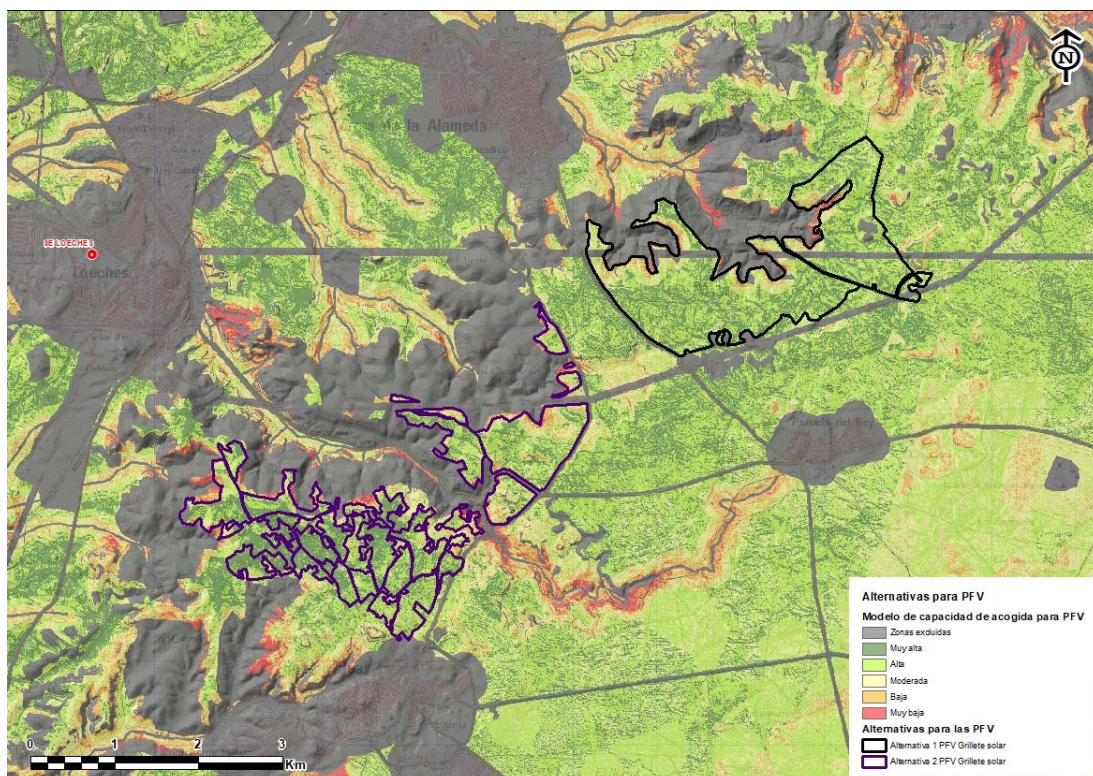 N
de la Alameda
SE LOECHES
Loeches
Pozuelo del Rey
Alternativas para PFV
Modelo de capacidad de acogida para PFV
Zonas excluidas
Muy alta
Alta
Moderada
Baja
Muy baja
Alternativas para las PFV
Alternativa 1 PFV Grillete solar
Alternativa 2 PFV Grillete solar
0 1 2 3
Km